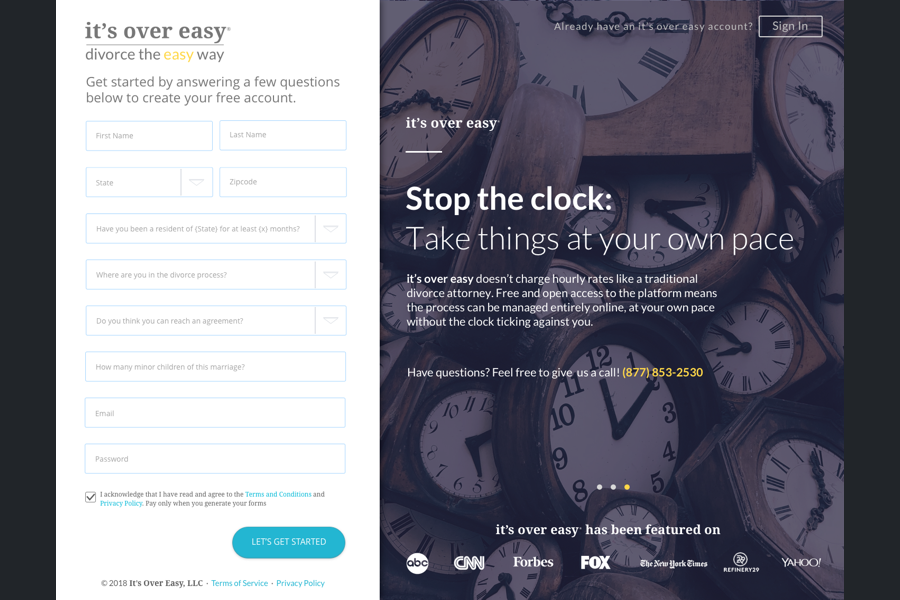 it's over easy®
divorce the easy way
Get started by answering a few questions
below to create your free account.
First Name
Last Name
State
Zipcode
Have you been a resident of {State} for at least {x} months?
Where are you in the divorce process?
Do you think you can reach an agreement?
How many minor children of this marriage?
Email
Password
I acknowledge that I have read and agree to the Terms and Conditions and
Privacy Policy. Pay only when you generate your forms
LET'S GET STARTED
© 2018 It's Over Easy, LLC · Terms of Service · Privacy Policy
Already have an it's over easy account?
Sign In
it's over easy®
Stop the clock:
Take things at your own pace
it's over easy doesn't charge hourly rates like a traditional
divorce attorney. Free and open access to the platform means
the process can be managed entirely online, at your own pace
without the clock ticking against you.
Have questions? Feel free to give us a call! (877) 853-2530
it's over easy® has been featured on
abc
CNN
Forbes
FOX
The New York Times
R29
REFINERY29
YAHOO!